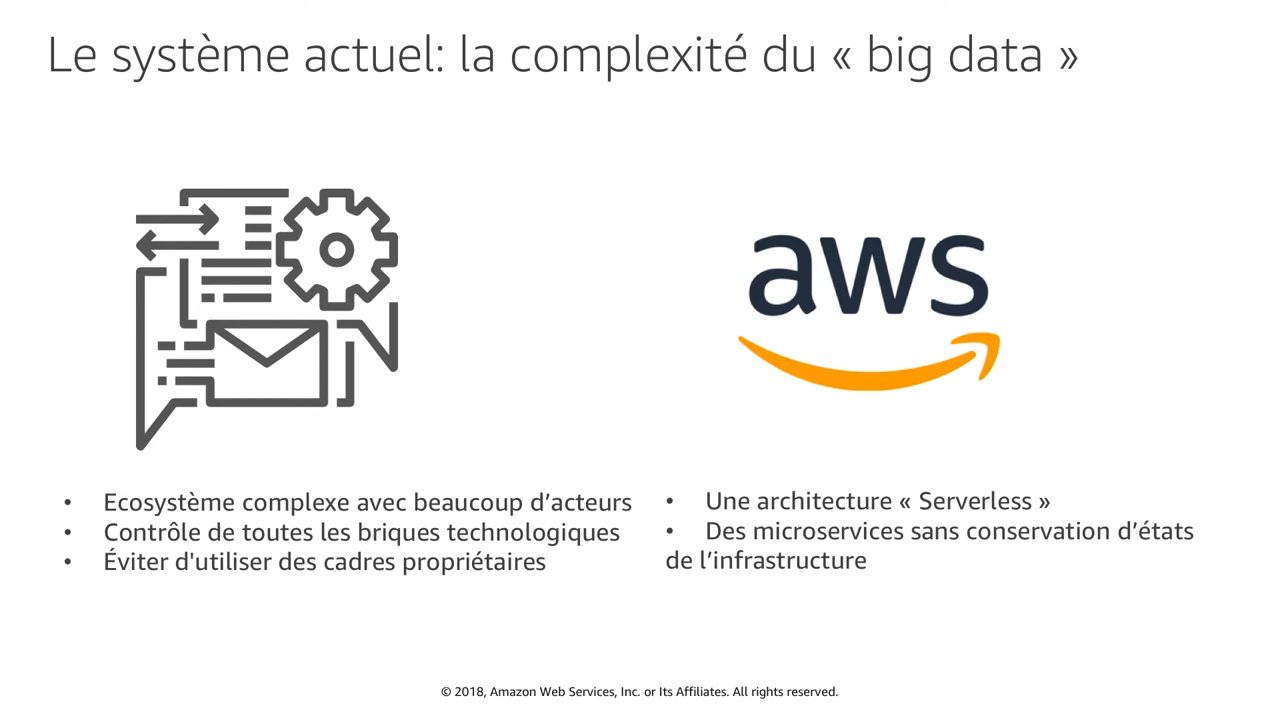 Le système actuel: la complexité du « big data »
aws
• Ecosystème complexe avec beaucoup d’acteurs
• Contrôle de toutes les briques technologiques
• Éviter d'utiliser des cadres propriétaires
• Une architecture « Serverless »
• Des microservices sans conservation d’états
de l’infrastructure
© 2018, Amazon Web Services, Inc. or Its Affiliates. All rights reserved.